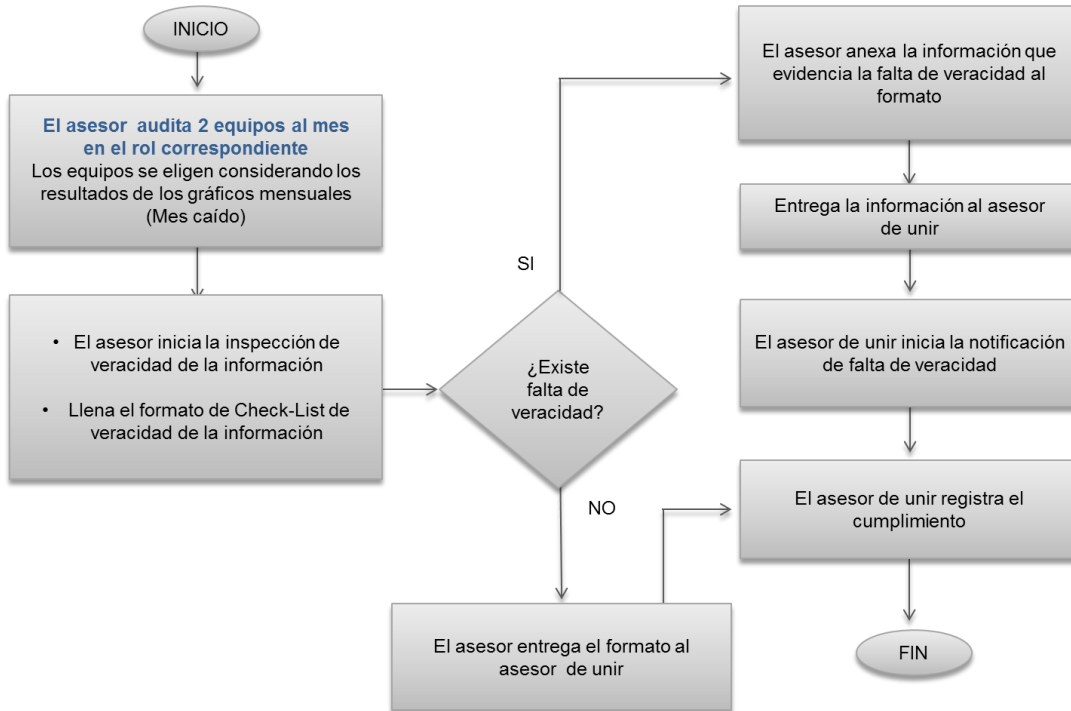 INICIO
El asesor audita 2 equipos al mes
en el rol correspondiente
Los equipos se eligen considerando los
resultados de los gráficos mensuales
(Mes caído)
• El asesor inicia la inspección de
veracidad de la información
• Llena el formato de Check-List de
veracidad de la información
¿Existe
falta de
veracidad?
SI
NO
El asesor entrega el formato al
asesor de unir
El asesor anexa la información que
evidencia la falta de veracidad al
formato
Entrega la información al asesor
de unir
El asesor de unir inicia la notificación
de falta de veracidad
El asesor de unir registra el
cumplimiento
FIN